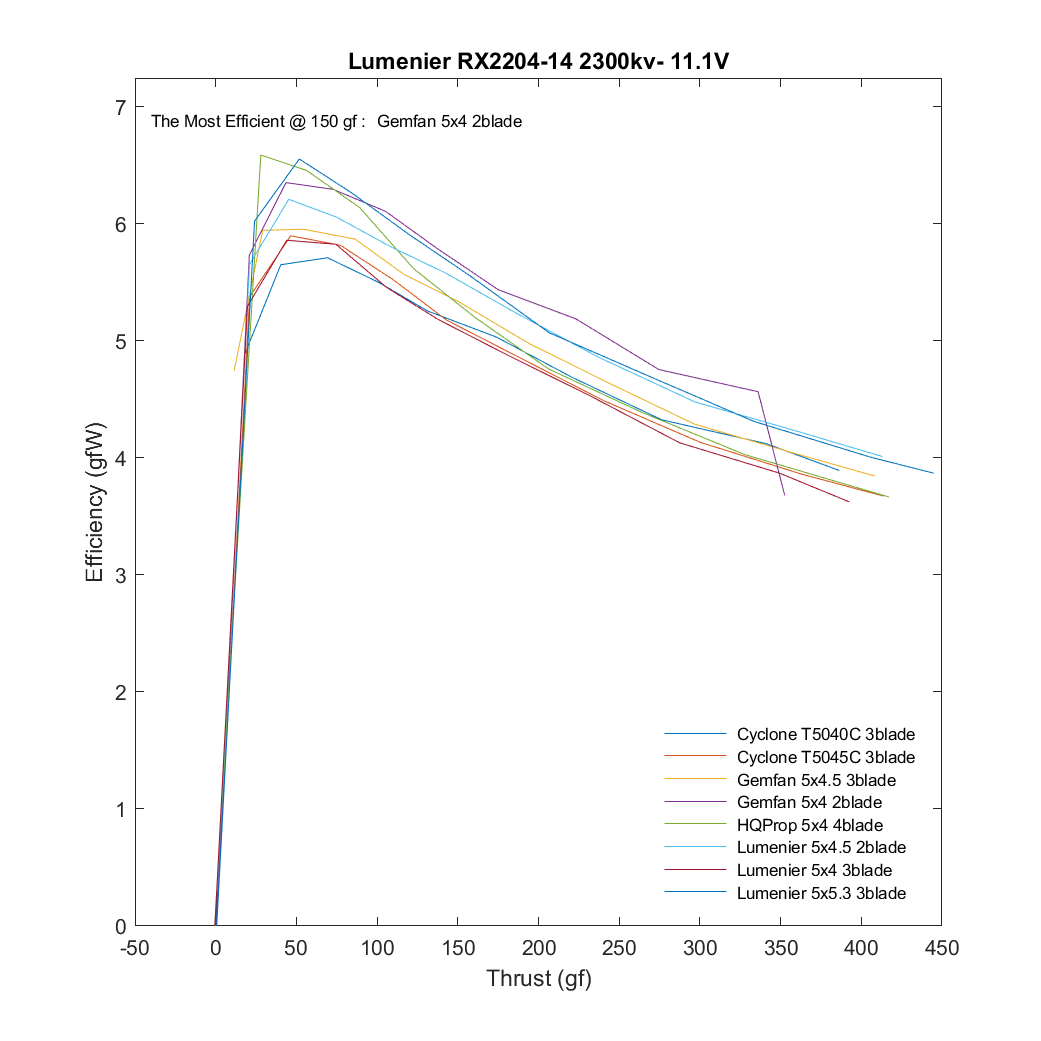 Lumenier RX2204-14 2300kv- 11.1V
The Most Efficient @ 150 gf : Gemfan 5x4 2blade
7
6
5
4
3
2
1
0
Efficiency (gfW)
-50 0 50 100 150 200 250 300 350 400 450
Thrust (gf)
Cyclone T5040C 3blade
Cyclone T5045C 3blade
Gemfan 5x4.5 3blade
Gemfan 5x4 2blade
HQProp 5x4 4blade
Lumenier 5x4.5 2blade
Lumenier 5x4 3blade
Lumenier 5x5.3 3blade